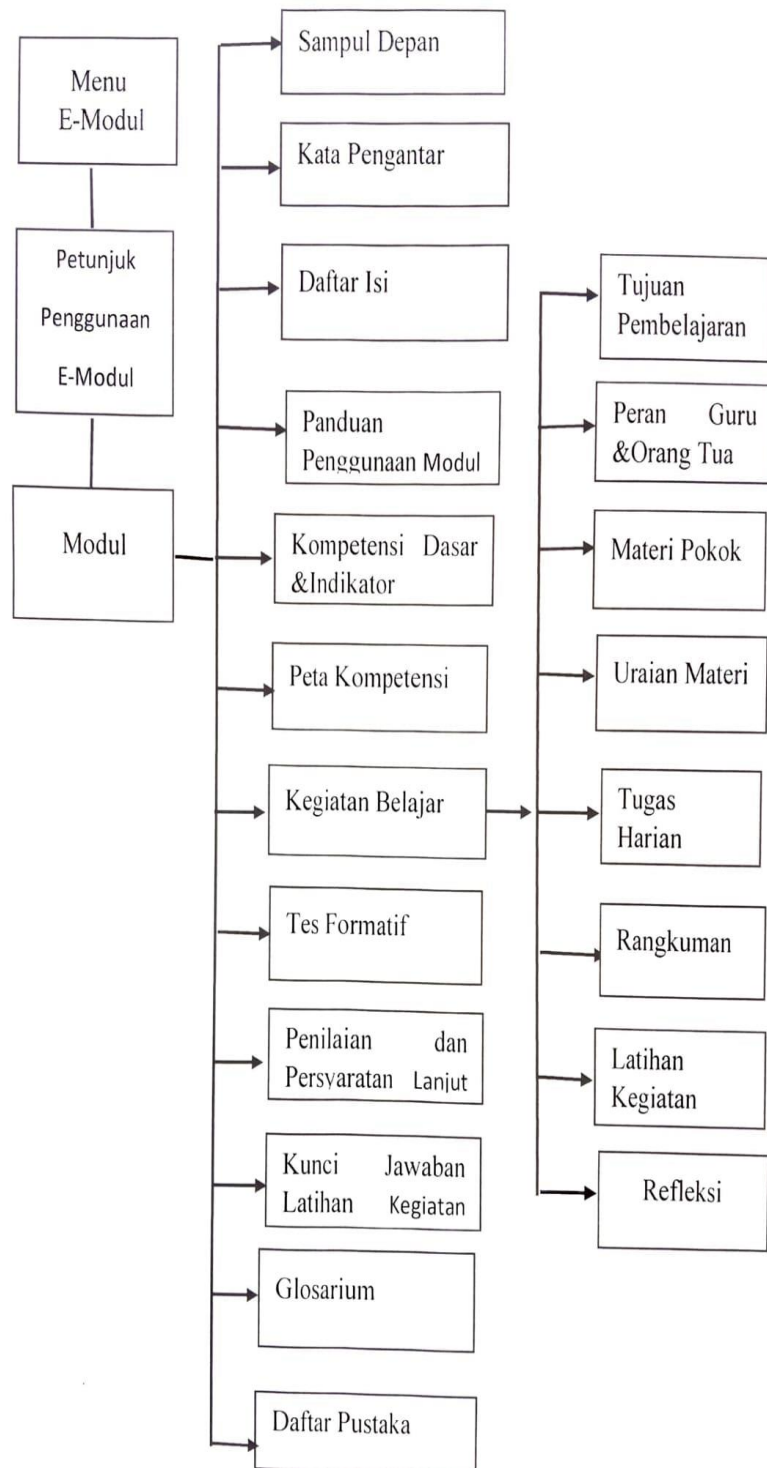 Menu
E-Modul
Petunjuk
Penggunaan
E-Modul
Modul
Sampul Depan
Kata Pengantar
Daftar Isi
Panduan
Penggunaan Modul
Kompetensi Dasar
&Indikator
Peta Kompetensi
Kegiatan Belajar
Tes Formatif
Penilaian dan
Persyaratan Lanjut
Kunci Jawaban
Latihan Kegiatan
Glosarium
Daftar Pustaka
Tujuan
Pembelajaran
Peran Guru
&Orang Tua
Materi Pokok
Uraian Materi
Tugas
Harian
Rangkuman
Latihan
Kegiatan
Refleksi